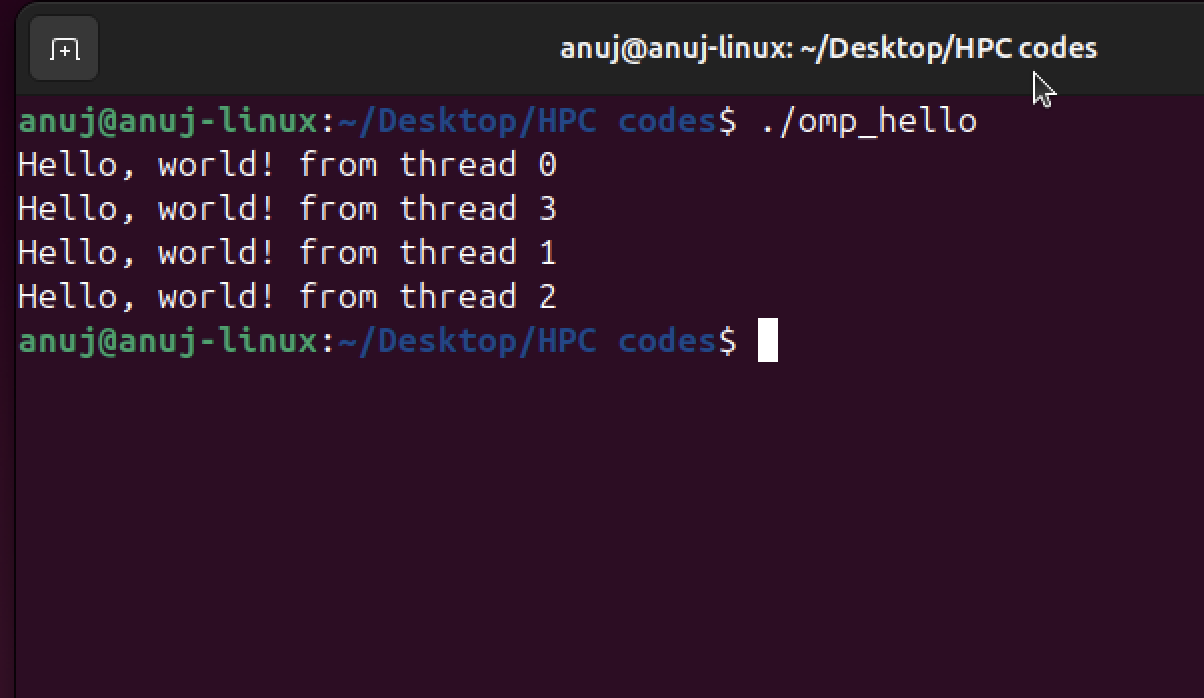 anuj@anuj-linux: ~/Desktop/HPC codes
anuj@anuj-linux:~/Desktop/HPC codes$ ./omp_hello
Hello, world! from thread 0
Hello, world! from thread 3
Hello, world! from thread 1
Hello, world! from thread 2
anuj@anuj-linux:~/Desktop/HPC codes$